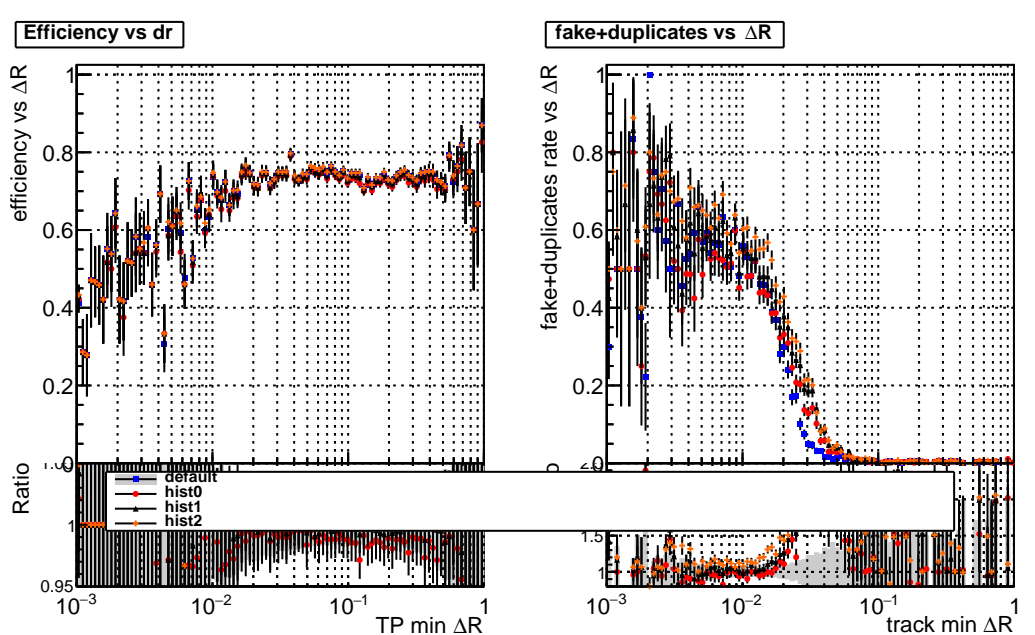 Efficiency vs dr
fake+duplicates vs ΔR
efficiency vs ΔR
1
0.8
0.6
0.4
0.2
0
fake+duplicates rate vs ΔR
1
0.8
0.6
0.4
0.2
0
Ratio
1
0.95
1.5
1
default
hist0
hist1
hist2
10⁻³ 10⁻² 10⁻¹ 1
TP min ΔR
10⁻³ 10⁻² 10⁻¹ 1
track min ΔR